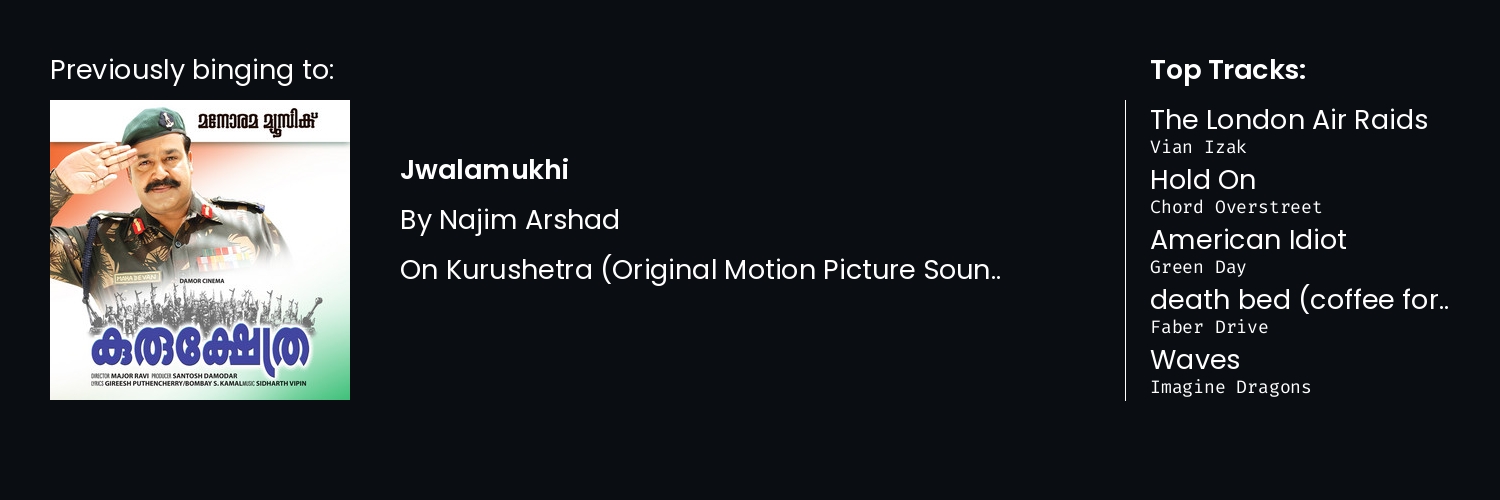 Previously binging to:
മനോരമ മ്യൂസിക്
MAHADEVAN
DAMOR CINEMA
കുരുക്ഷേത്ര
DIRECTOR MAJOR RAVI PRODUCER SANTOSH DAMODAR
LYRICS GIREESH PUTHENCHERRY/BOMBAY S. KAMAL MUSIC SIDHARTH VIPIN
Jwalamukhi
By Najim Arshad
On Kurushetra (Original Motion Picture Soun..
Top Tracks:
The London Air Raids
Vian Izak
Hold On
Chord Overstreet
American Idiot
Green Day
death bed (coffee for..
Faber Drive
Waves
Imagine Dragons